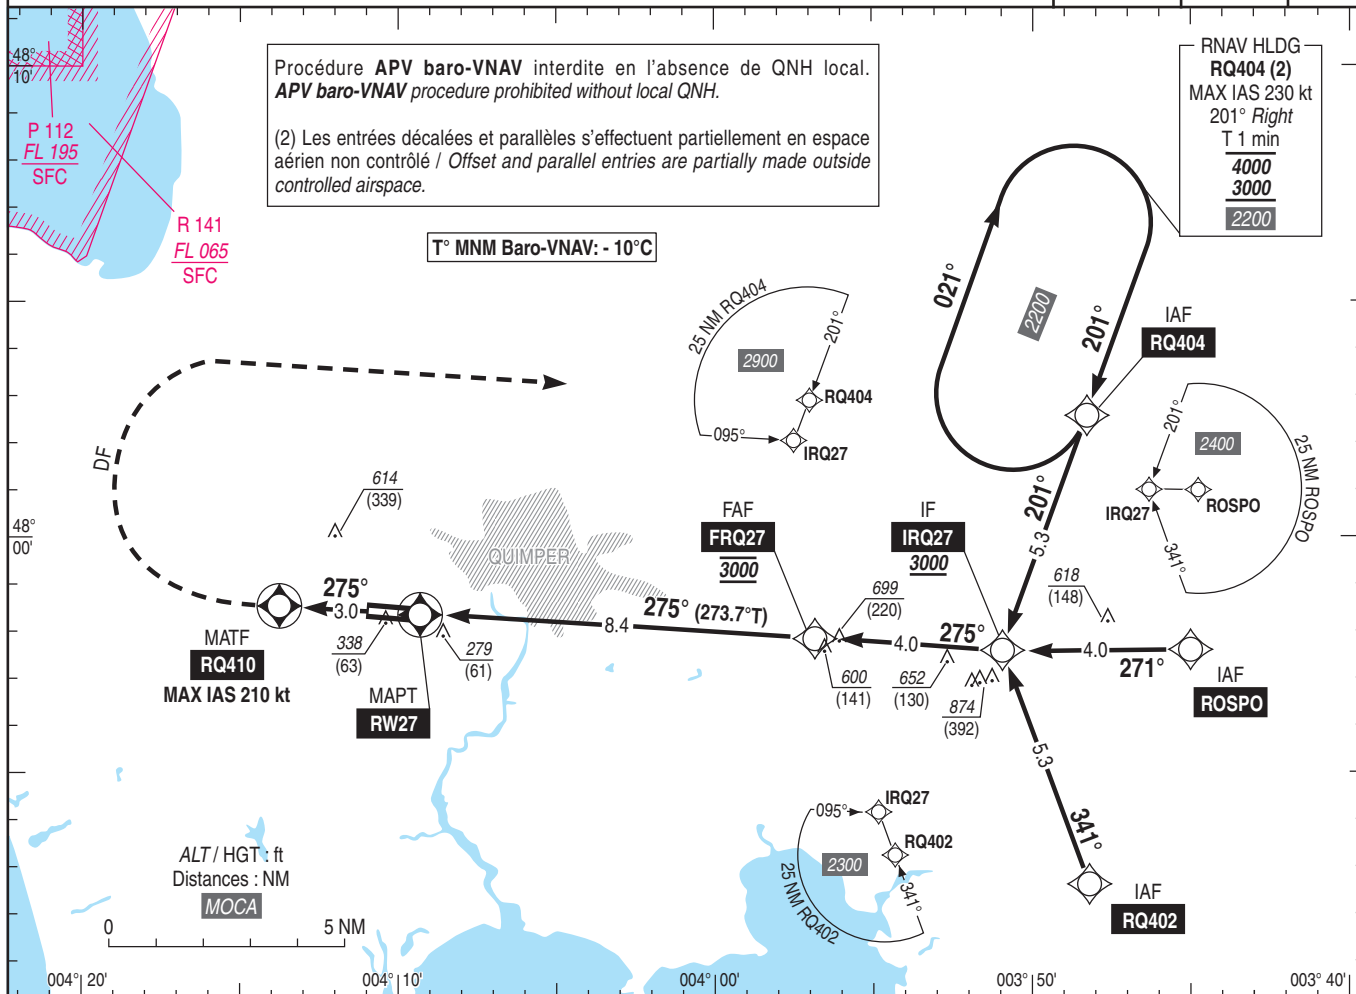 48°
10'
P 112
FL 195
SFC
R 141
FL 065
SFC
Procédure APV baro-VNAV interdite en l'absence de QNH local.
APV baro-VNAV procedure prohibited without local QNH.
(2) Les entrées décalées et parallèles s'effectuent partiellement en espace
aérien non contrôlé / Offset and parallel entries are partially made outside
controlled airspace.
T° MNM Baro-VNAV: - 10°C
RNAV HLDG
RQ404 (2)
MAX IAS 230 kt
201° Right
T 1 min
4000
3000
2200
021°
2200
201°
IAF
RQ404
25 NM RQ404
2900
201°
RQ404
095°
IRQ27
201°
2400
IRQ27
ROSPO
341°
25 NM ROSPO
DF
614
(339)
48°
00'
QUIMPER
FAF
FRQ27
3000
IF
IRQ27
3000
201°
5.3
618
(148)
699
(220)
275°
3.0
275° (273.7°T)
8.4
4.0
275°
4.0
271°
MATF
RQ410
MAX IAS 210 kt
338
(63)
279
(61)
MAPT
RW27
600
(141)
652
(130)
874
(392)
IAF
ROSPO
5.3
341°
IAF
RQ402
095°
IRQ27
RQ402
2300
341°
25 NM RQ402
ALT / HGT : ft
Distances : NM
MOCA
0
5 NM
004° 20'
004° 10'
004° 00'
003° 50'
003° 40'